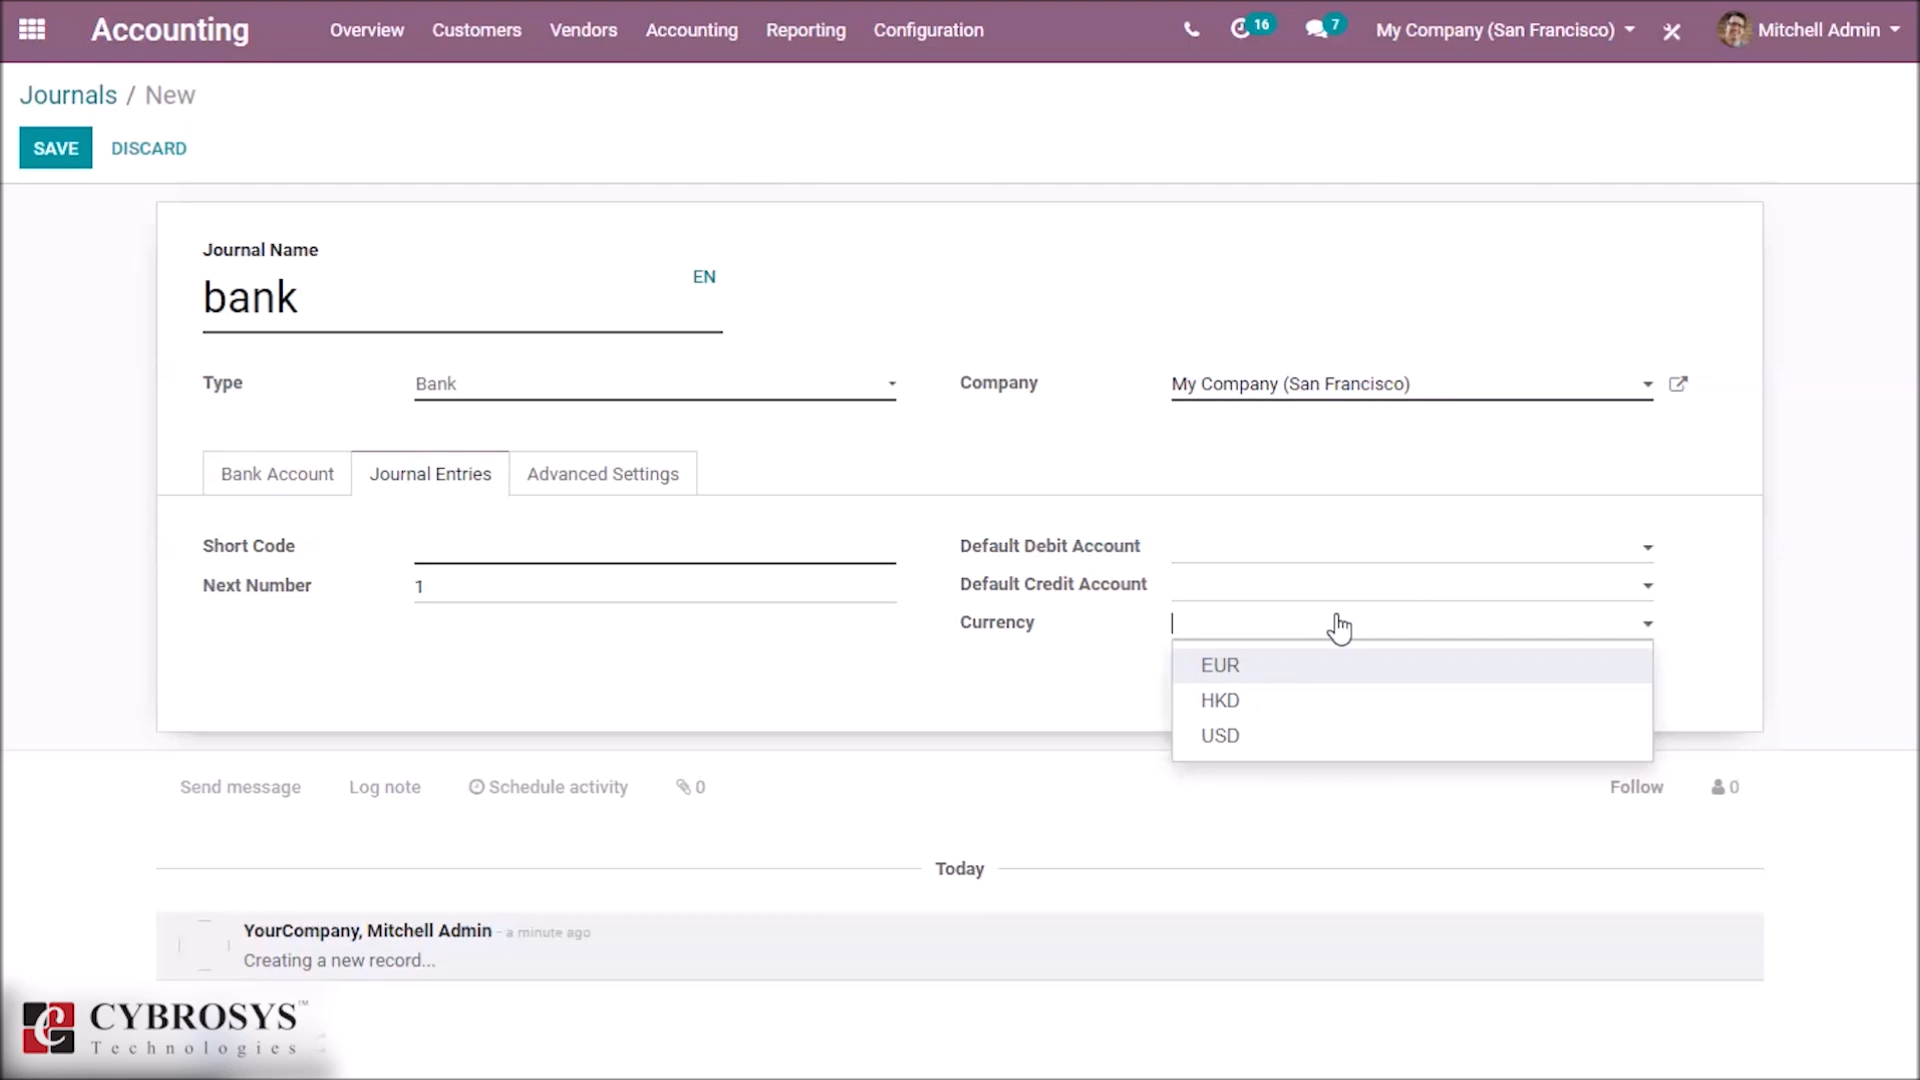 Accounting Overview Customers Vendors Accounting Reporting Configuration 16 7 My Company (San Francisco) Mitchell Admin
Journals / New
SAVE DISCARD
Journal Name
bank EN
Type Bank Company My Company (San Francisco)
Bank Account Journal Entries Advanced Settings
Short Code Default Debit Account
Next Number 1 Default Credit Account
Currency
EUR
HKD
USD
Send message Log note Schedule activity 0 Follow 0
Today
YourCompany, Mitchell Admin - a minute ago
Creating a new record...
CYBROSYS™
Technologies